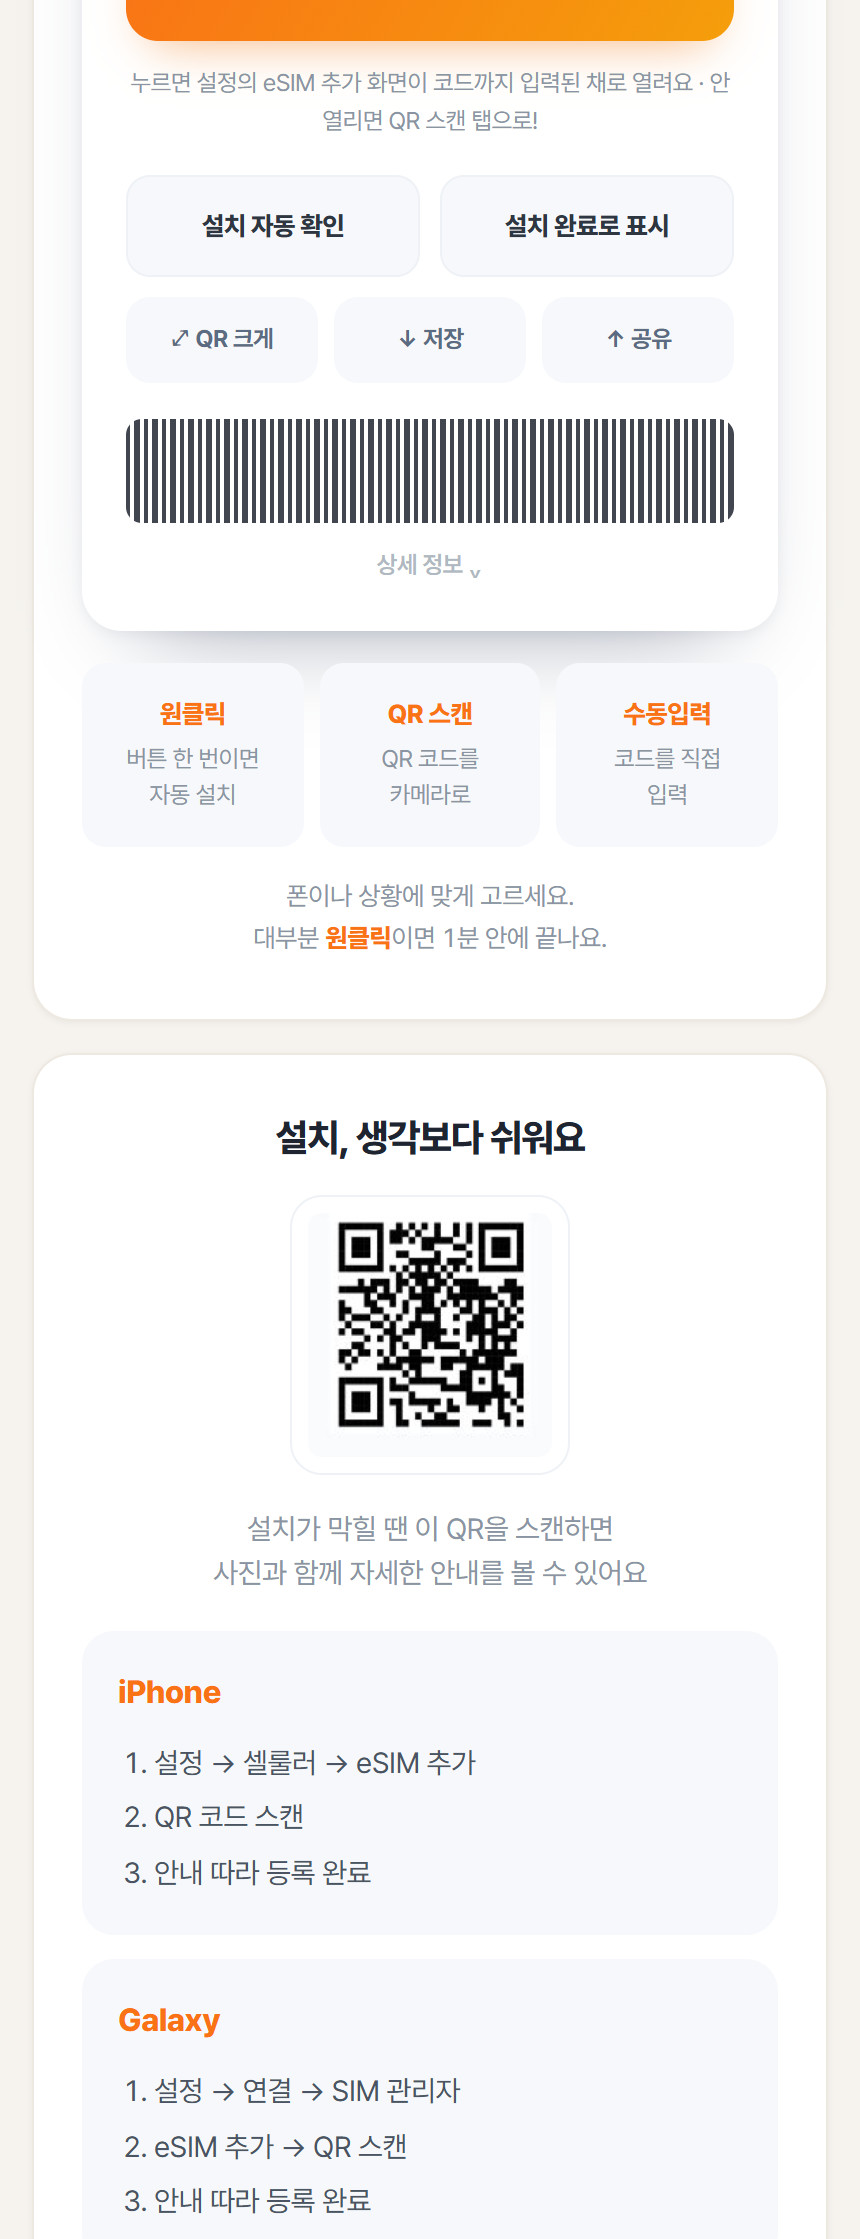 누르면 설정의 eSIM 추가 화면이 코드까지 입력된 채로 열려요 · 안
열리면 QR 스캔 탭으로!
설치 자동 확인
설치 완료로 표시
⤢ QR 크게
↓ 저장
↑ 공유
상세 정보 ⌄
원클릭
버튼 한 번이면
자동 설치
QR 스캔
QR 코드를
카메라로
수동입력
코드를 직접
입력
폰이나 상황에 맞게 고르세요.
대부분 원클릭이면 1분 안에 끝나요.
설치, 생각보다 쉬워요
설치가 막힐 땐 이 QR을 스캔하면
사진과 함께 자세한 안내를 볼 수 있어요
iPhone
1. 설정 → 셀룰러 → eSIM 추가
2. QR 코드 스캔
3. 안내 따라 등록 완료
Galaxy
1. 설정 → 연결 → SIM 관리자
2. eSIM 추가 → QR 스캔
3. 안내 따라 등록 완료